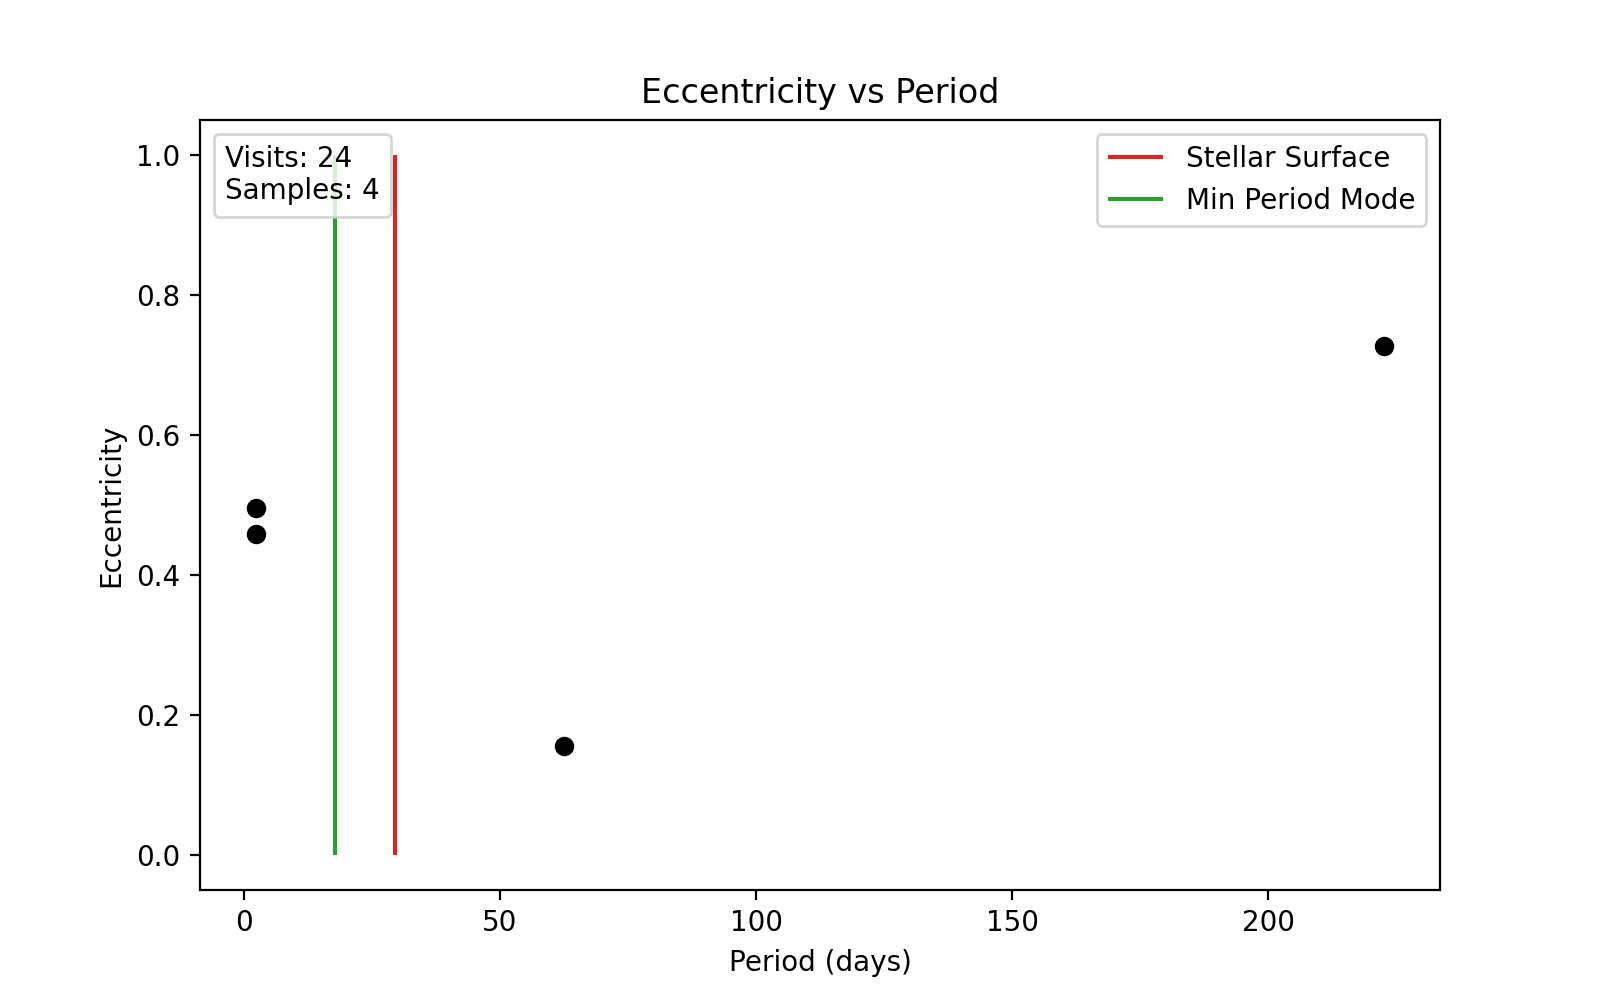 Eccentricity vs Period
Visits: 24
Samples: 4
Stellar Surface
Min Period Mode
1.0
0.8
0.6
0.4
0.2
0.0
Eccentricity
0 50 100 150 200
Period (days)